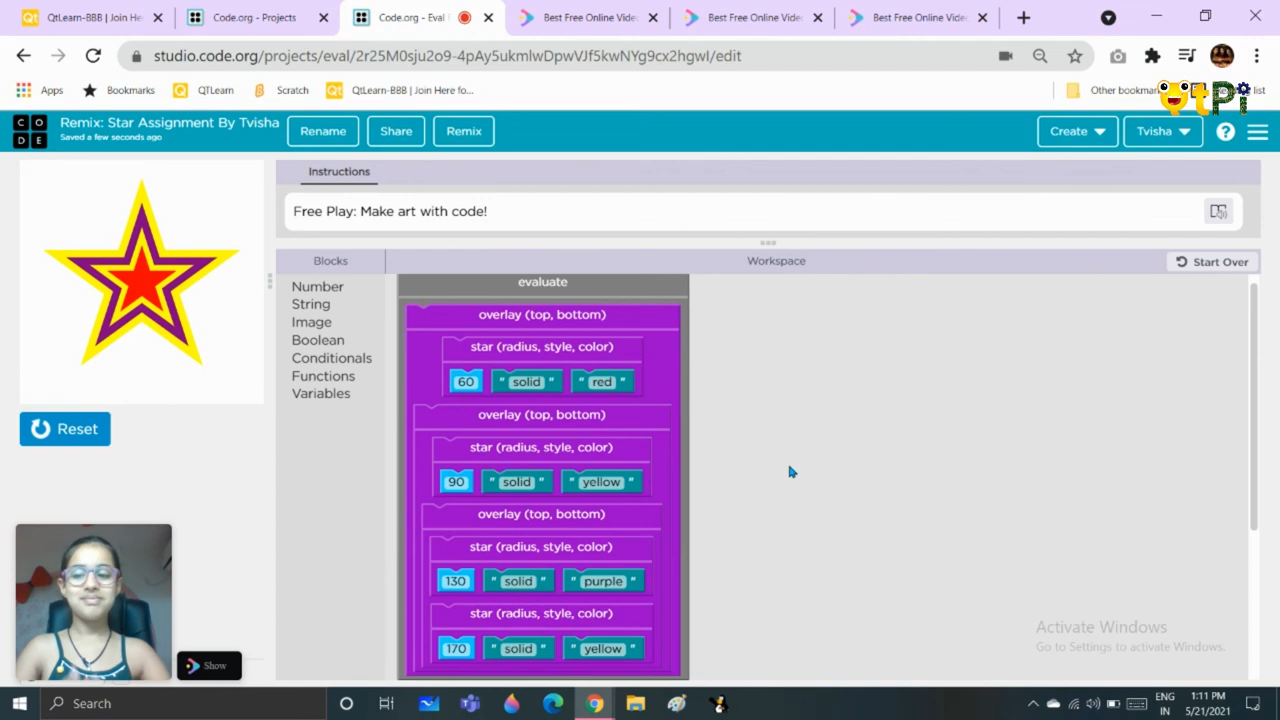 QtLearn-BBB | Join He
Code.org - Projects
Code.org - Eval
Best Free Online Vide
Best Free Online Vide
Best Free Online Vide
studio.code.org/projects/eval/2r25M0sju2o9-4pAy5ukmlwDpwVJf5kwNYg9cx2hgwI/edit
Apps
Bookmarks
QTLearn
Scratch
QtLearn-BBB | Join Here fo...
Other bookmar
list
QtPi
CODE
Remix: Star Assignment By Tvisha
Saved a few seconds ago
Rename
Share
Remix
Create
Tvisha
?
Instructions
Free Play: Make art with code!
Blocks
Workspace
Start Over
Number
String
Image
Boolean
Conditionals
Functions
Variables
Reset
evaluate
overlay (top, bottom)
star (radius, style, color)
60 " solid " " red "
overlay (top, bottom)
star (radius, style, color)
90 " solid " " yellow "
overlay (top, bottom)
star (radius, style, color)
130 " solid " " purple "
star (radius, style, color)
170 " solid " " yellow "
Show
Activate Windows
Go to Settings to activate Windows.
Search
ENG
IN
1:11 PM
5/21/2021